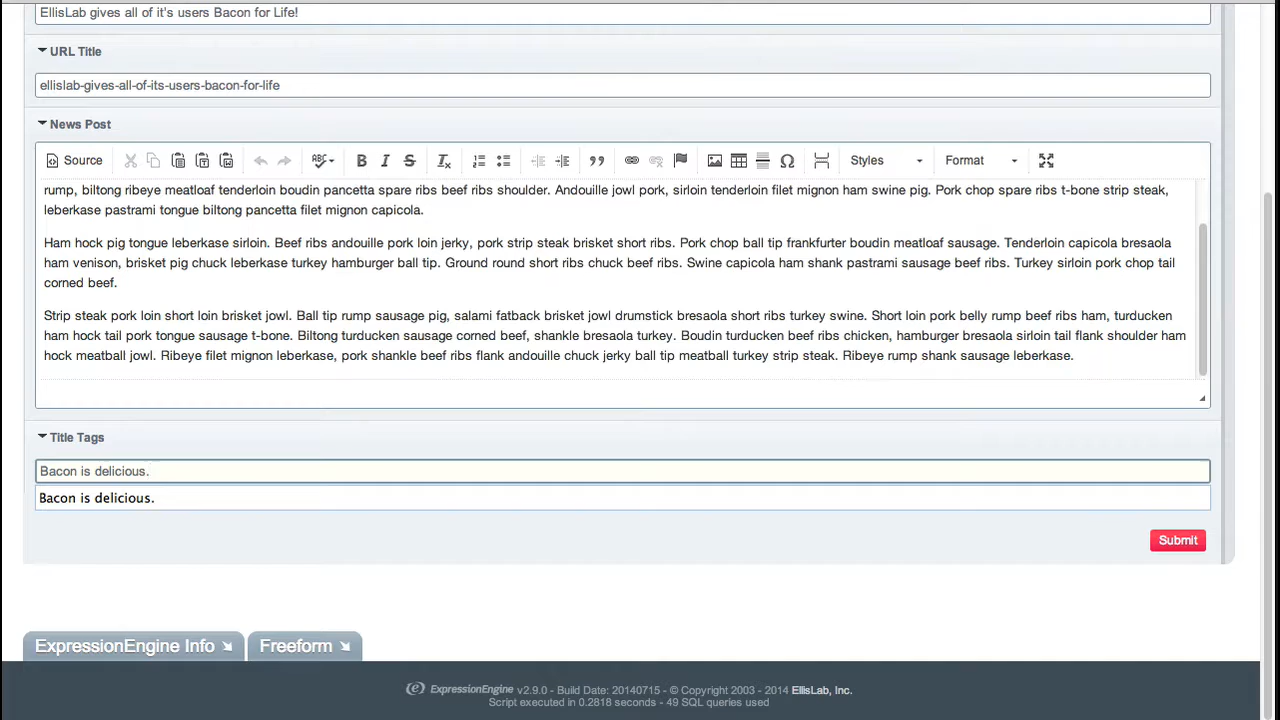 EllisLab gives all of it's users Bacon for Life!
URL Title
ellislab-gives-all-of-its-users-bacon-for-life
News Post
Source
ABC
Styles
Format
rump, biltong ribeye meatloaf tenderloin boudin pancetta spare ribs beef ribs shoulder. Andouille jowl pork, sirloin tenderloin filet mignon ham swine pig. Pork chop spare ribs t-bone strip steak,
leberkase pastrami tongue biltong pancetta filet mignon capicola.
Ham hock pig tongue leberkase sirloin. Beef ribs andouille pork loin jerky, pork strip steak brisket short ribs. Pork chop ball tip frankfurter boudin meatloaf sausage. Tenderloin capicola bresaola
ham venison, brisket pig chuck leberkase turkey hamburger ball tip. Ground round short ribs chuck beef ribs. Swine capicola ham shank pastrami sausage beef ribs. Turkey sirloin pork chop tail
corned beef.
Strip steak pork loin short loin brisket jowl. Ball tip rump sausage pig, salami fatback brisket jowl drumstick bresaola short ribs turkey swine. Short loin pork belly rump beef ribs ham, turducken
ham hock tail pork tongue sausage t-bone. Biltong turducken sausage corned beef, shankle bresaola turkey. Boudin turducken beef ribs chicken, hamburger bresaola sirloin tail flank shoulder ham
hock meatball jowl. Ribeye filet mignon leberkase, pork shankle beef ribs flank andouille chuck jerky ball tip meatball turkey strip steak. Ribeye rump shank sausage leberkase.
Title Tags
Bacon is delicious.
Bacon is delicious.
Submit
ExpressionEngine Info
Freeform
ExpressionEngine v2.9.0 - Build Date: 20140715 - © Copyright 2003 - 2014 EllisLab, Inc.
Script executed in 0.2818 seconds - 49 SQL queries used